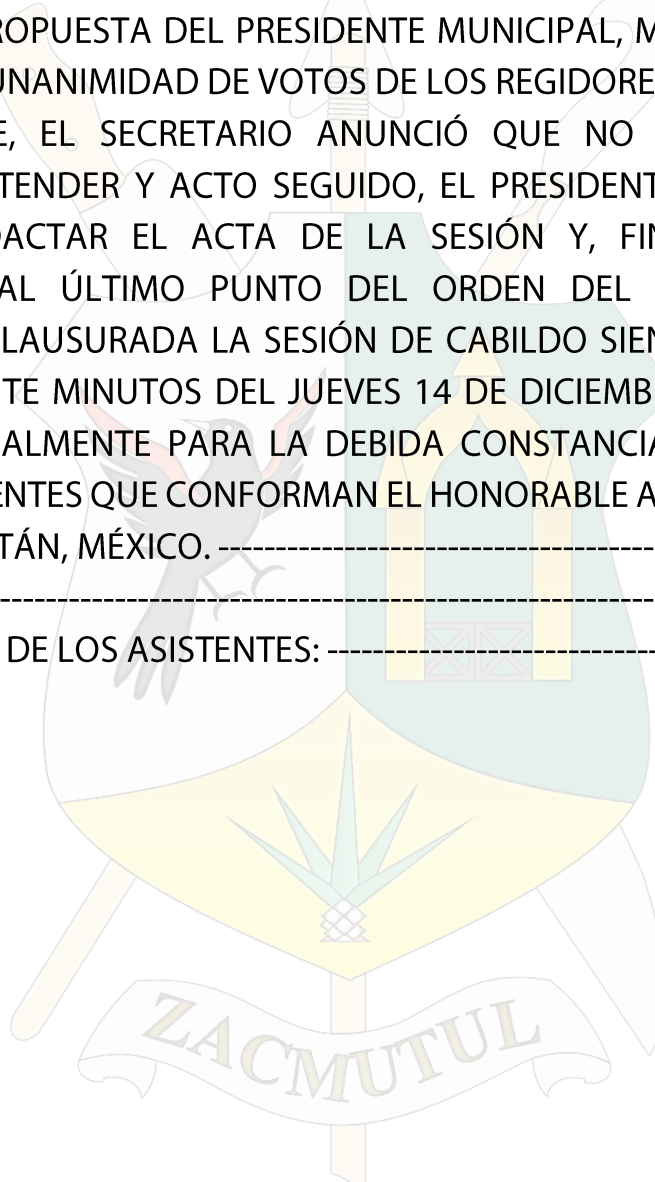 ROPUESTA DEL PRESIDENTE MUNICIPAL, M
UNANIMIDAD DE VOTOS DE LOS REGIDORE
E, EL SECRETARIO ANUNCIÓ QUE NO
TENDER Y ACTO SEGUIDO, EL PRESIDENT
DACTAR EL ACTA DE LA SESIÓN Y, FIN
AL ÚLTIMO PUNTO DEL ORDEN DEL
LAUSURADA LA SESIÓN DE CABILDO SIEN
TE MINUTOS DEL JUEVES 14 DE DICIEMB
ALMENTE PARA LA DEBIDA CONSTANCIA
ENTES QUE CONFORMAN EL HONORABLE A
TÁN, MÉXICO. ----------------------------------------
------------------------------------------------------------
DE LOS ASISTENTES: ------------------------------
ZACMUTUL